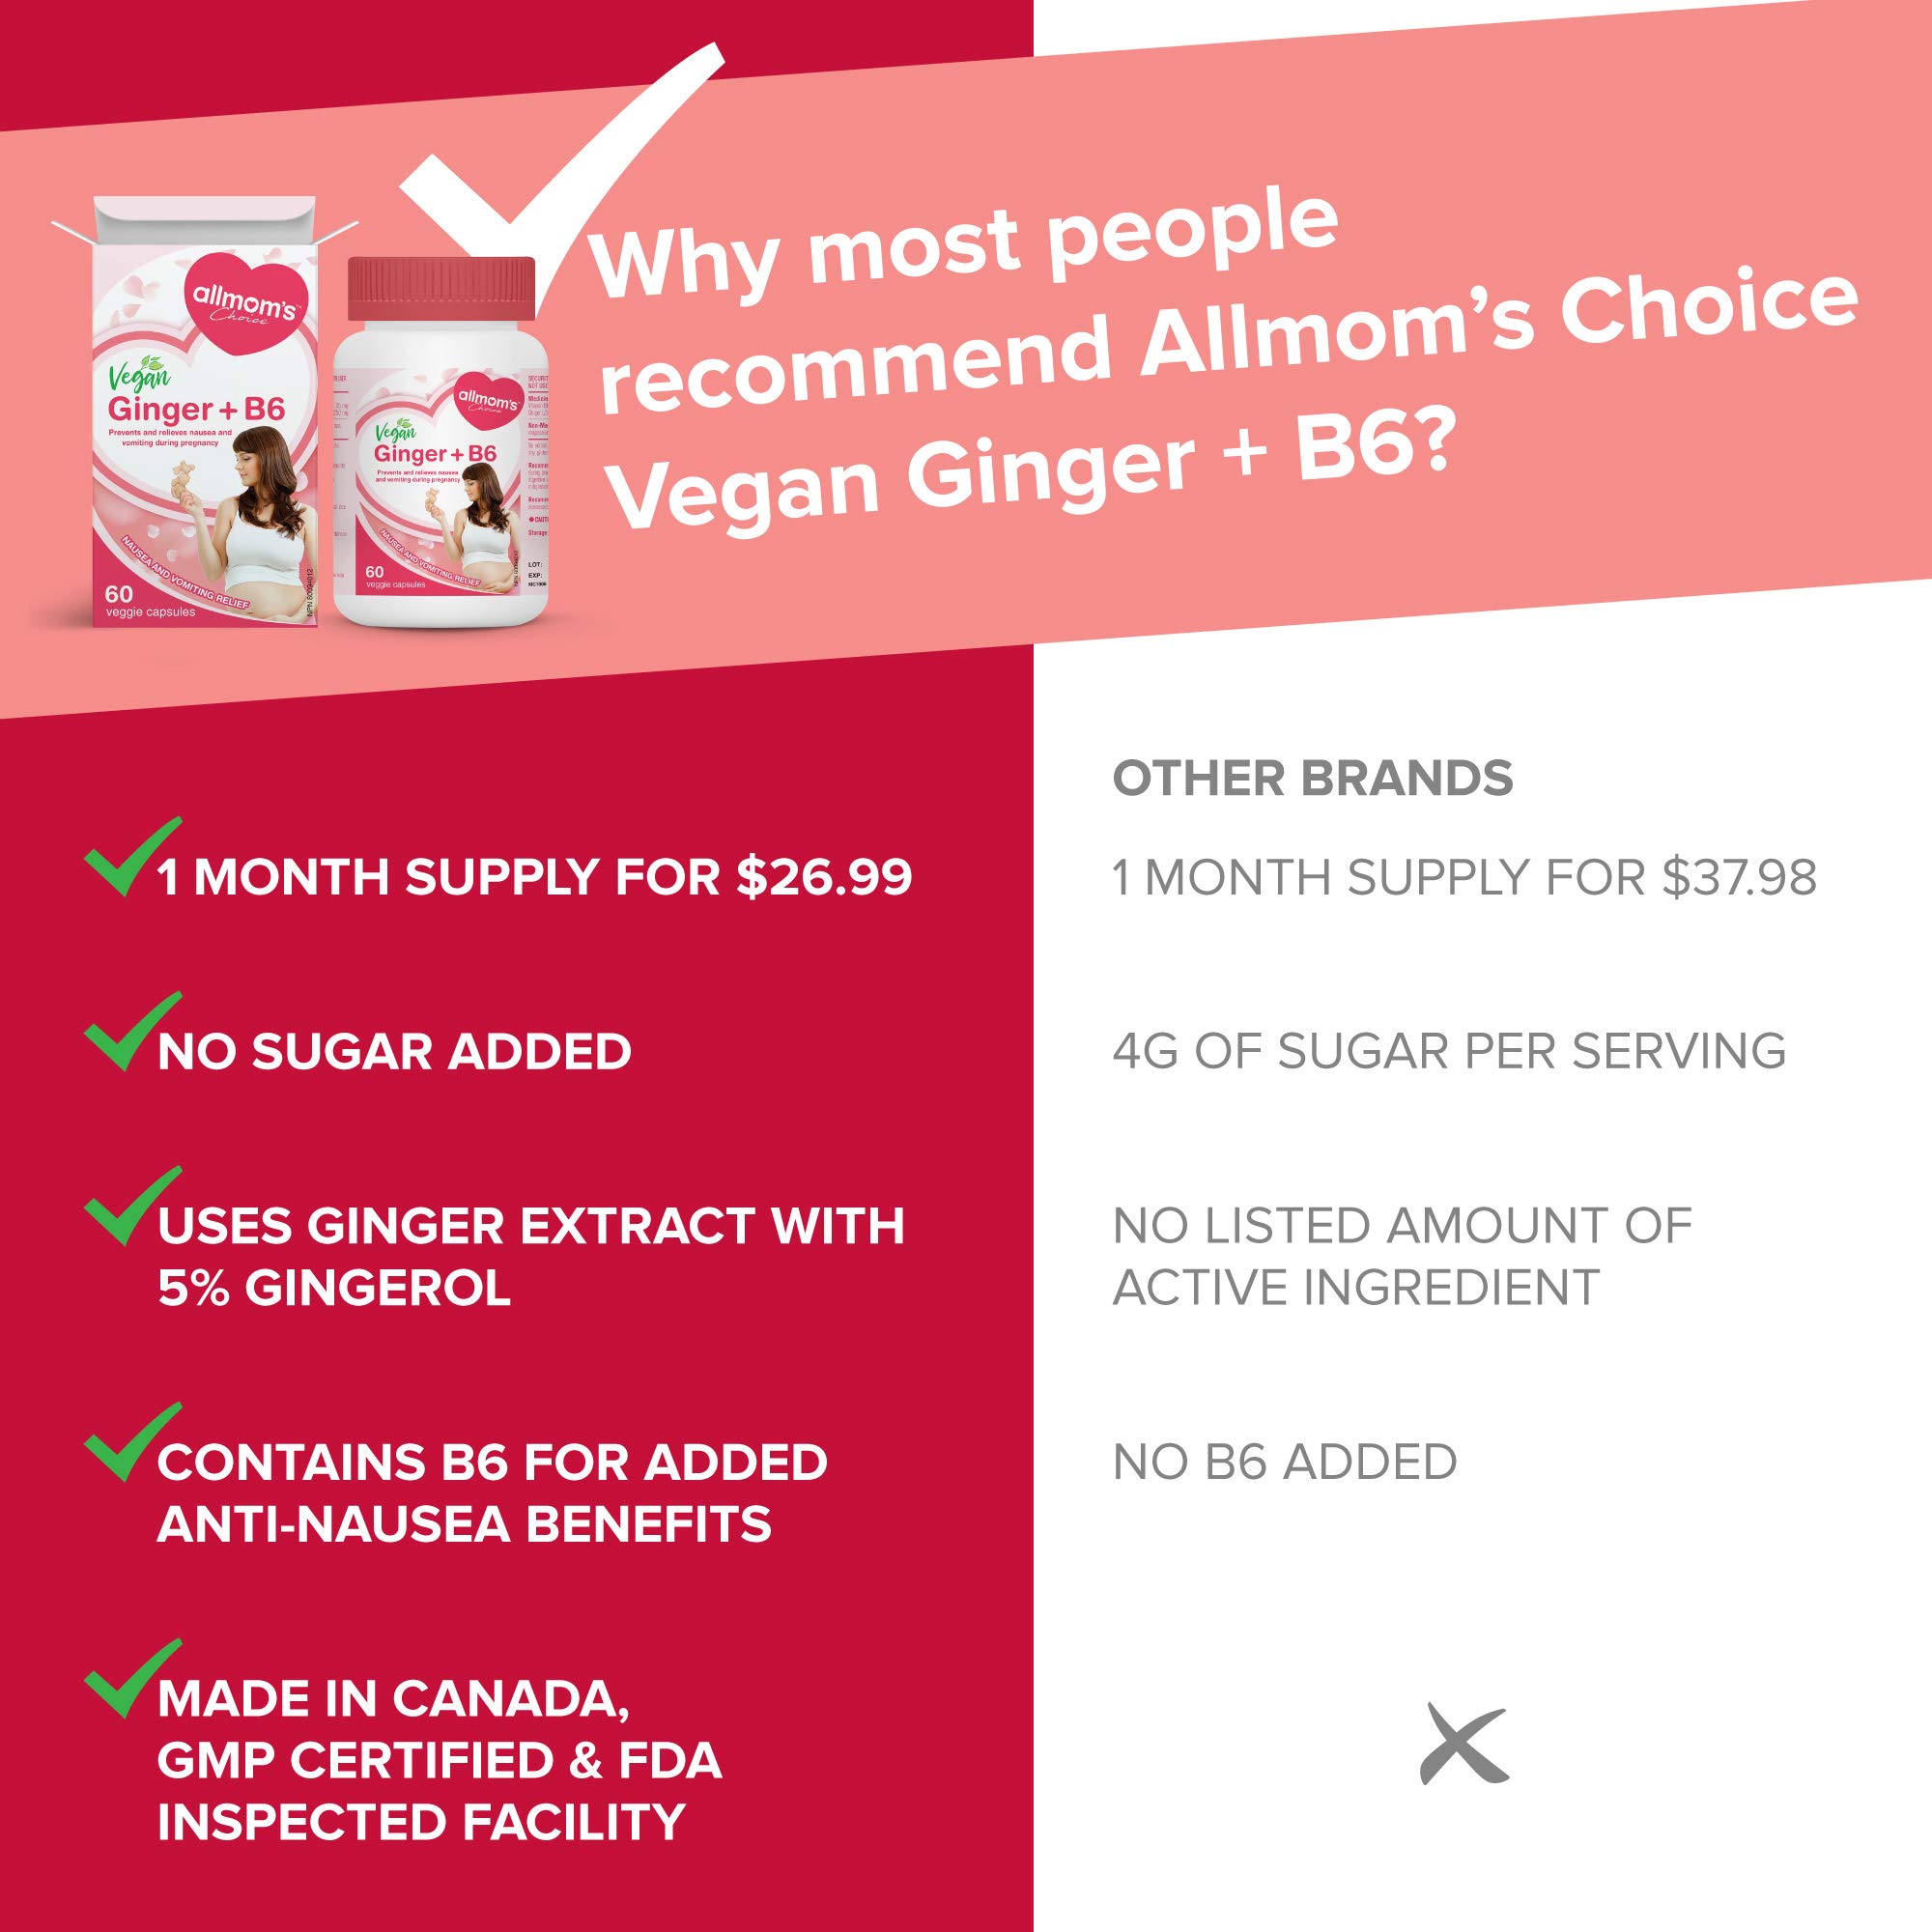 Why most people
recommend Allmom's Choice
Vegan Ginger + B6?
allmom's
Choice
Vegan
Ginger + B6
Prevents and relieves nausea and
vomiting during pregnancy
NAUSEA AND VOMITING RELIEF
60
veggie capsules
allmom's
Choice
Vegan
Ginger + B6
Prevents and relieves nausea
and vomiting during pregnancy
NAUSEA AND VOMITING RELIEF
60
veggie capsules
LOT:
EXP:
OTHER BRANDS
1 MONTH SUPPLY FOR $26.99
1 MONTH SUPPLY FOR $37.98
NO SUGAR ADDED
4G OF SUGAR PER SERVING
USES GINGER EXTRACT WITH
5% GINGEROL
NO LISTED AMOUNT OF
ACTIVE INGREDIENT
CONTAINS B6 FOR ADDED
ANTI-NAUSEA BENEFITS
NO B6 ADDED
MADE IN CANADA,
GMP CERTIFIED & FDA
INSPECTED FACILITY